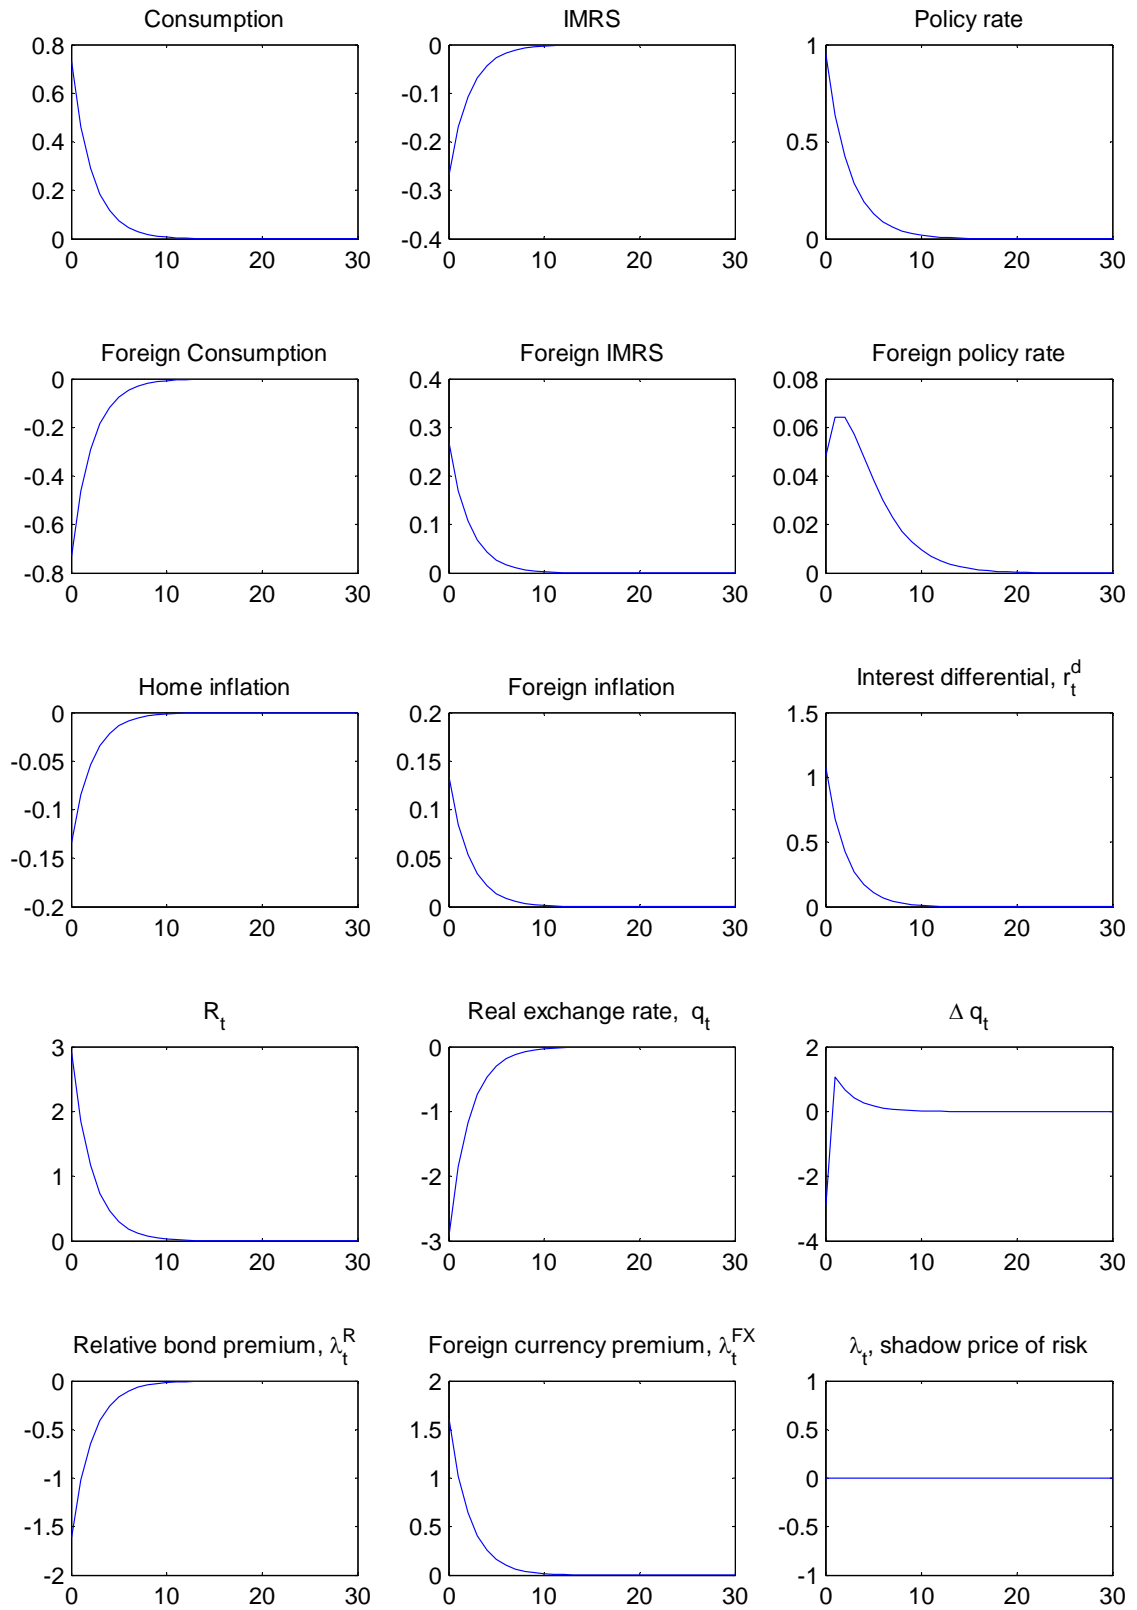 Consumption
IMRS
Policy rate
0.8
0.6
0.4
0.2
0
0 10 20 30
0
-0.1
-0.2
-0.3
-0.4
0 10 20 30
1
0.5
0
0 10 20 30
Foreign Consumption
Foreign IMRS
Foreign policy rate
0
-0.2
-0.4
-0.6
-0.8
0 10 20 30
0.4
0.3
0.2
0.1
0
0 10 20 30
0.08
0.06
0.04
0.02
0
0 10 20 30
Home inflation
Foreign inflation
Interest differential, r_t^d
0
-0.05
-0.1
-0.15
-0.2
0 10 20 30
0.2
0.15
0.1
0.05
0
0 10 20 30
1.5
1
0.5
0
0 10 20 30
R_t
Real exchange rate, q_t
Δ q_t
3
2
1
0
0 10 20 30
0
-1
-2
-3
0 10 20 30
2
0
-2
-4
0 10 20 30
Relative bond premium, λ_t^R
Foreign currency premium, λ_t^FX
λ_t, shadow price of risk
0
-0.5
-1
-1.5
-2
0 10 20 30
2
1.5
1
0.5
0
0 10 20 30
1
0.5
0
-0.5
-1
0 10 20 30